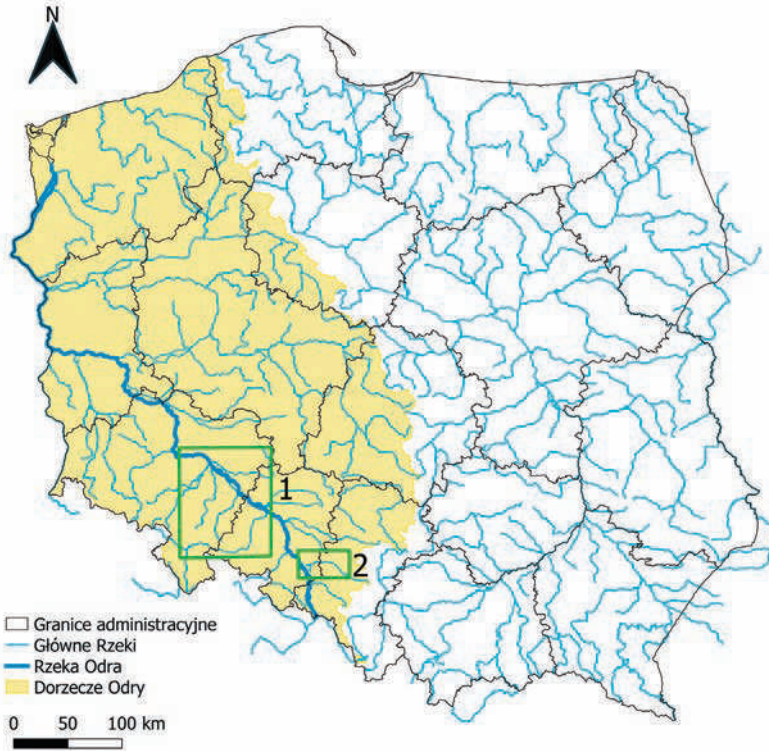 N
1
2
Granice administracyjne
Główne Rzeki
Rzeka Odra
Dorzecze Odry
0 50 100 km